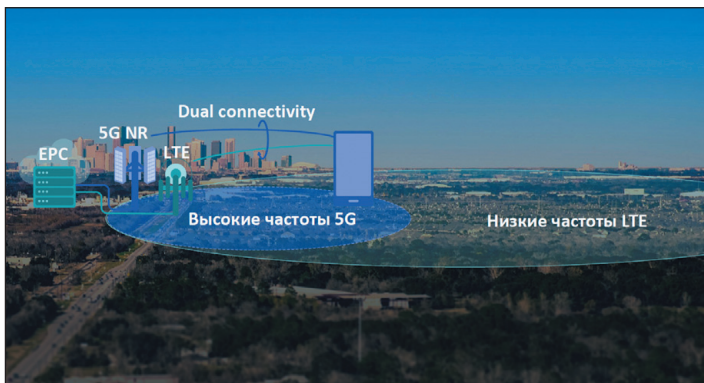 Dual connectivity
5G NR
LTE
EPC
Высокие частоты 5G
Низкие частоты LTE